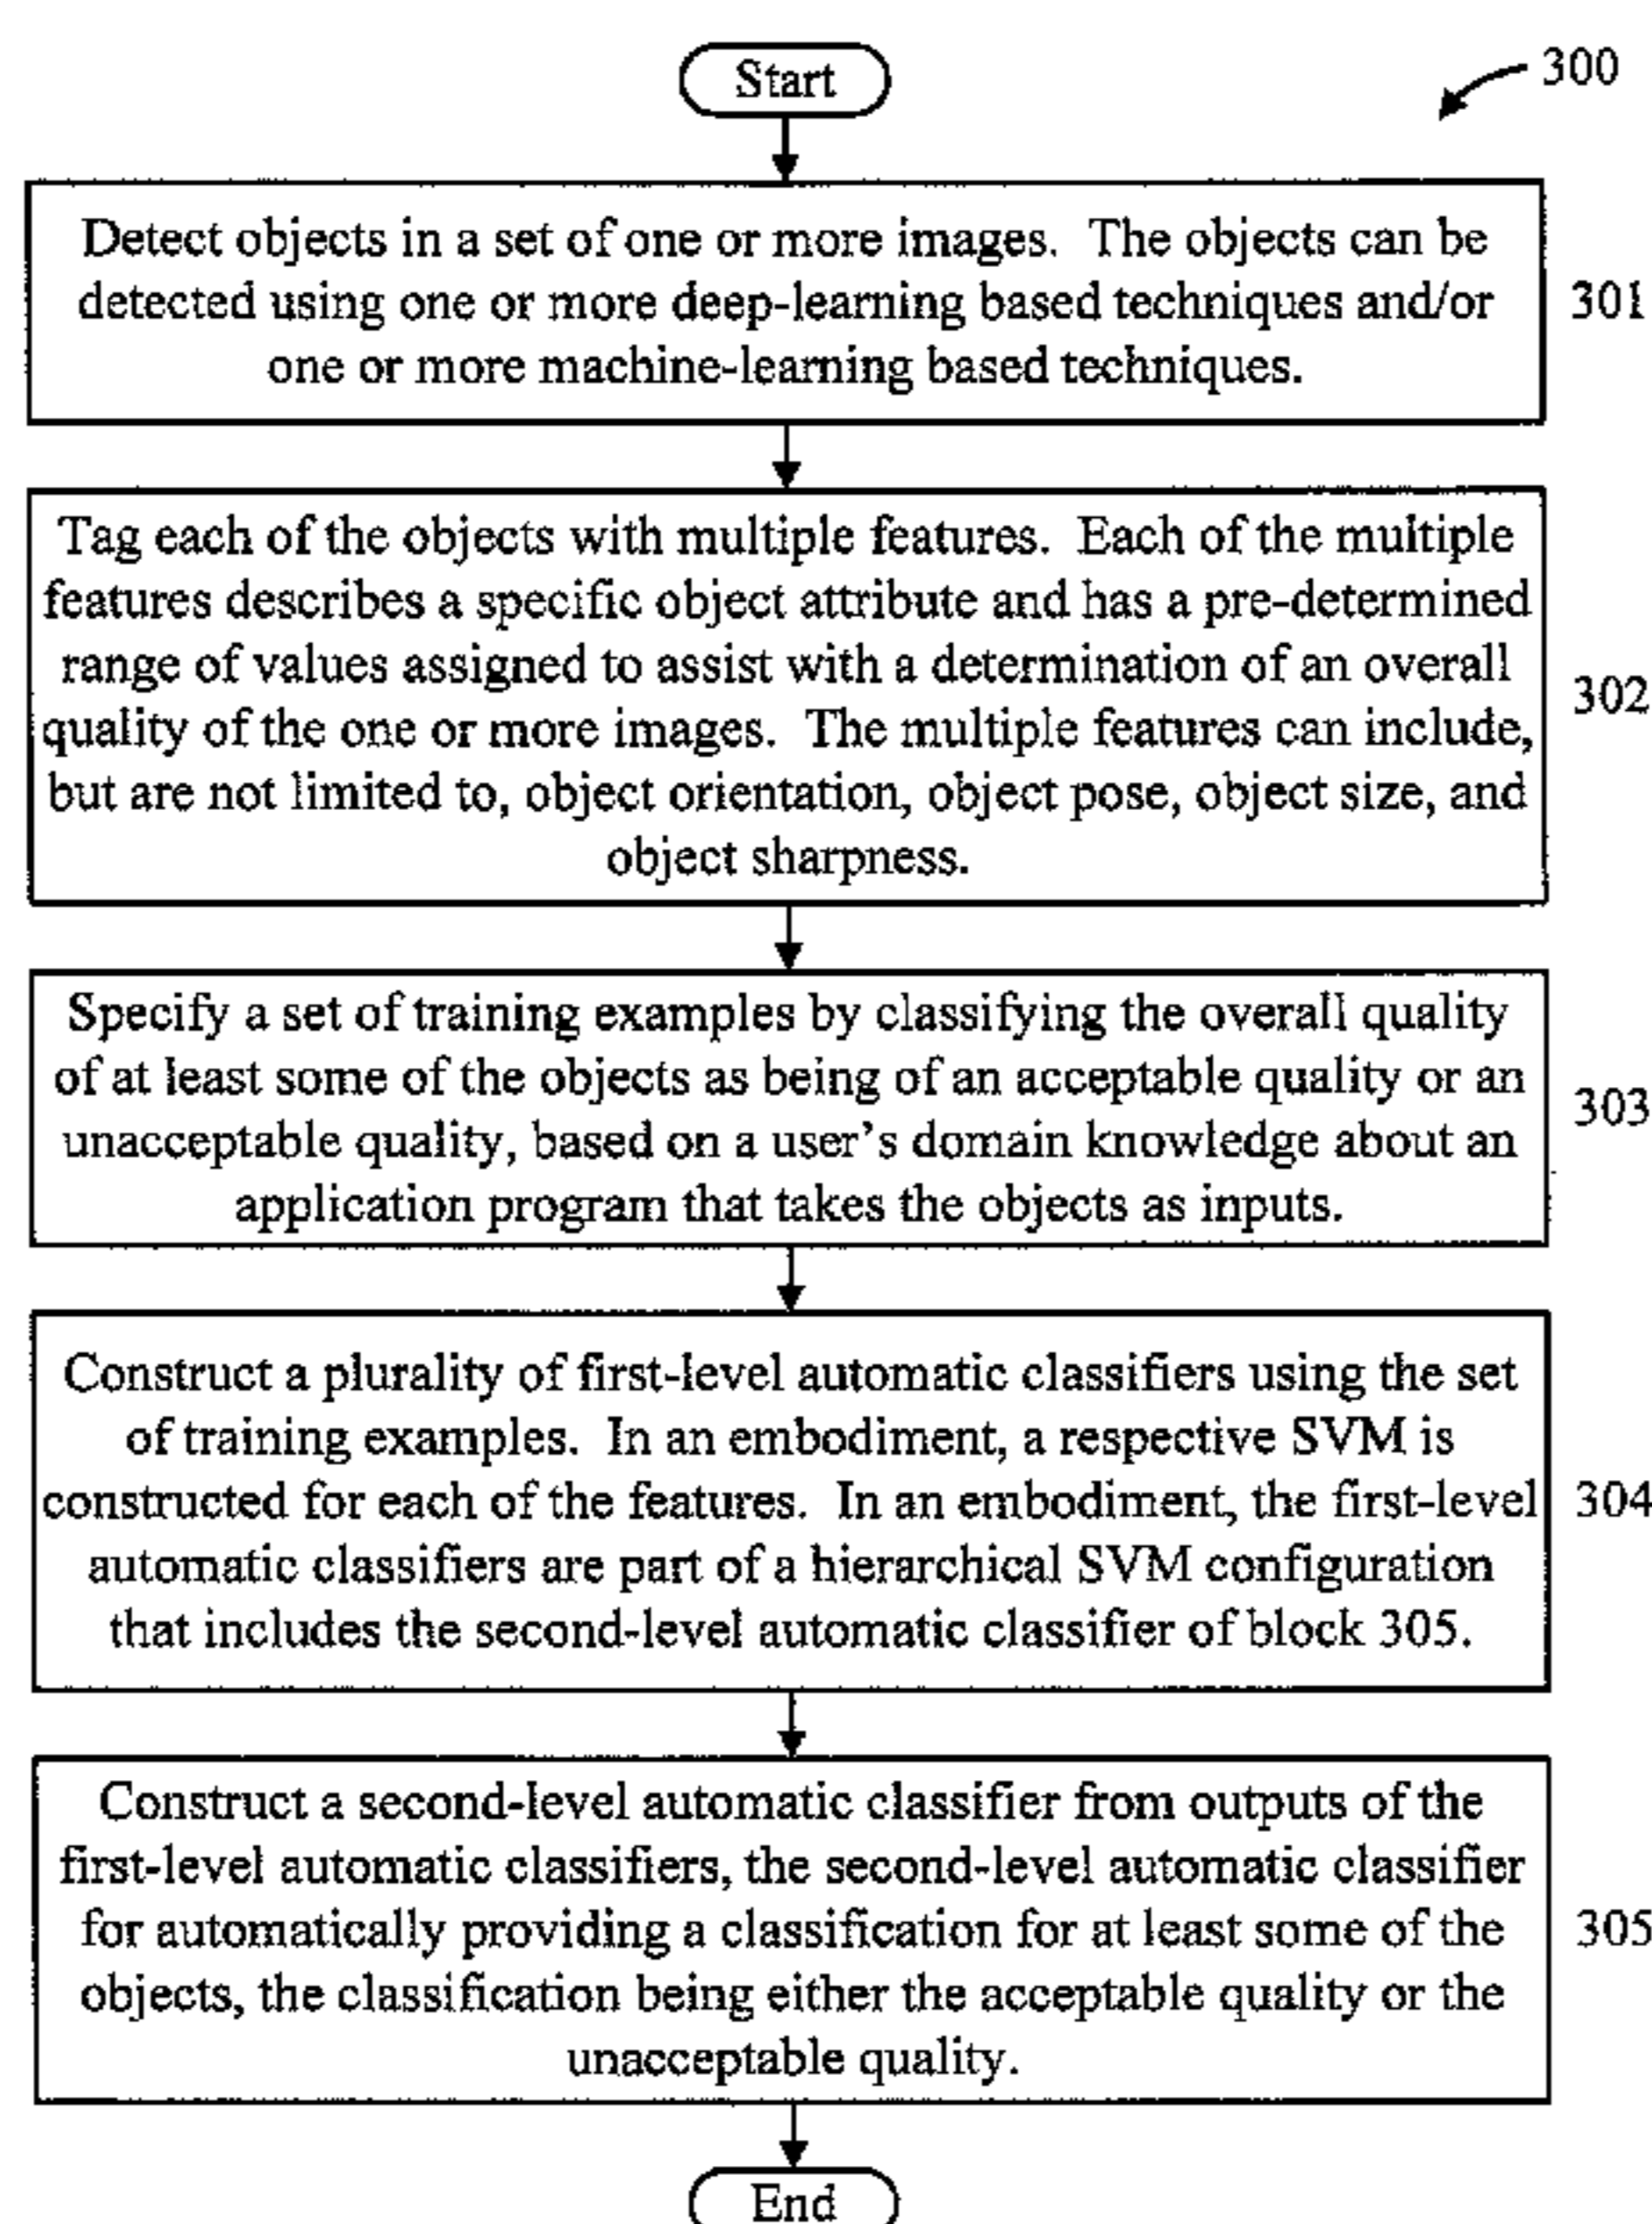 Start
300
Detect objects in a set of one or more images. The objects can be
detected using one or more deep-learning based techniques and/or
one or more machine-learning based techniques.
301
Tag each of the objects with multiple features. Each of the multiple
features describes a specific object attribute and has a pre-determined
range of values assigned to assist with a determination of an overall
quality of the one or more images. The multiple features can include,
but are not limited to, object orientation, object pose, object size, and
object sharpness.
302
Specify a set of training examples by classifying the overall quality
of at least some of the objects as being of an acceptable quality or an
unacceptable quality, based on a user's domain knowledge about an
application program that takes the objects as inputs.
303
Construct a plurality of first-level automatic classifiers using the set
of training examples. In an embodiment, a respective SVM is
constructed for each of the features. In an embodiment, the first-level
automatic classifiers are part of a hierarchical SVM configuration
that includes the second-level automatic classifier of block 305.
304
Construct a second-level automatic classifier from outputs of the
first-level automatic classifiers, the second-level automatic classifier
for automatically providing a classification for at least some of the
objects, the classification being either the acceptable quality or the
unacceptable quality.
305
End